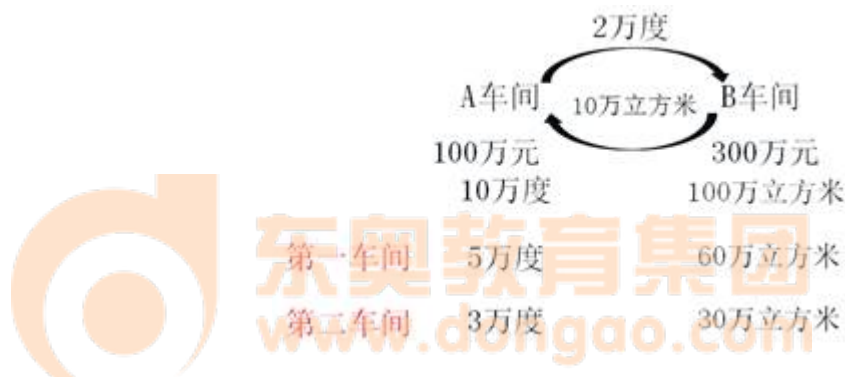 2万度
A车间 10万立方米 B车间
100万元 300万元
10万度 100万立方米
东奥教育集团
第一车间 5万度 60万立方米
www.dongao.com
第二车间 3万度 30万立方米